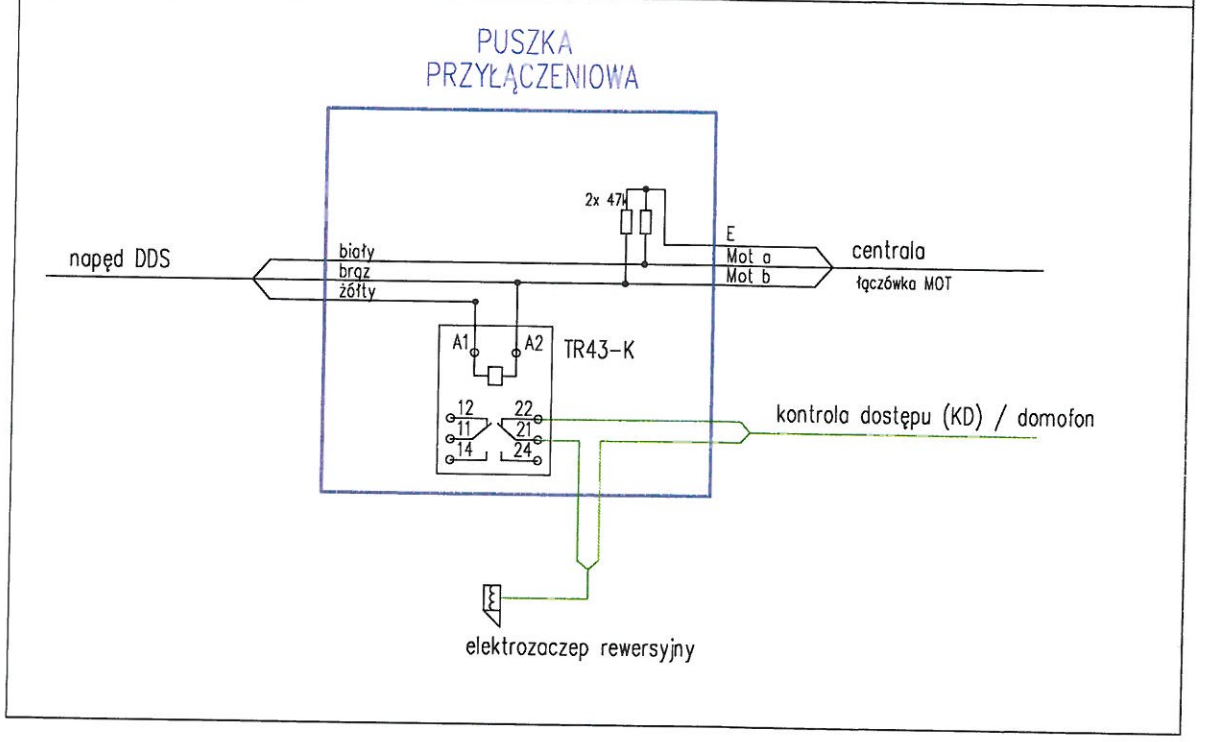 PUSZKA
PRZYŁĄCZENIOWA
2x 47k
napęd DDS
biały
brąz
żółty
E
Mot a
Mot b
centrala
łączówka MOT
A1
A2
TR43-K
12
22
11
21
14
24
kontrola dostępu (KD) / domofon
elektrozaczep rewersyjny